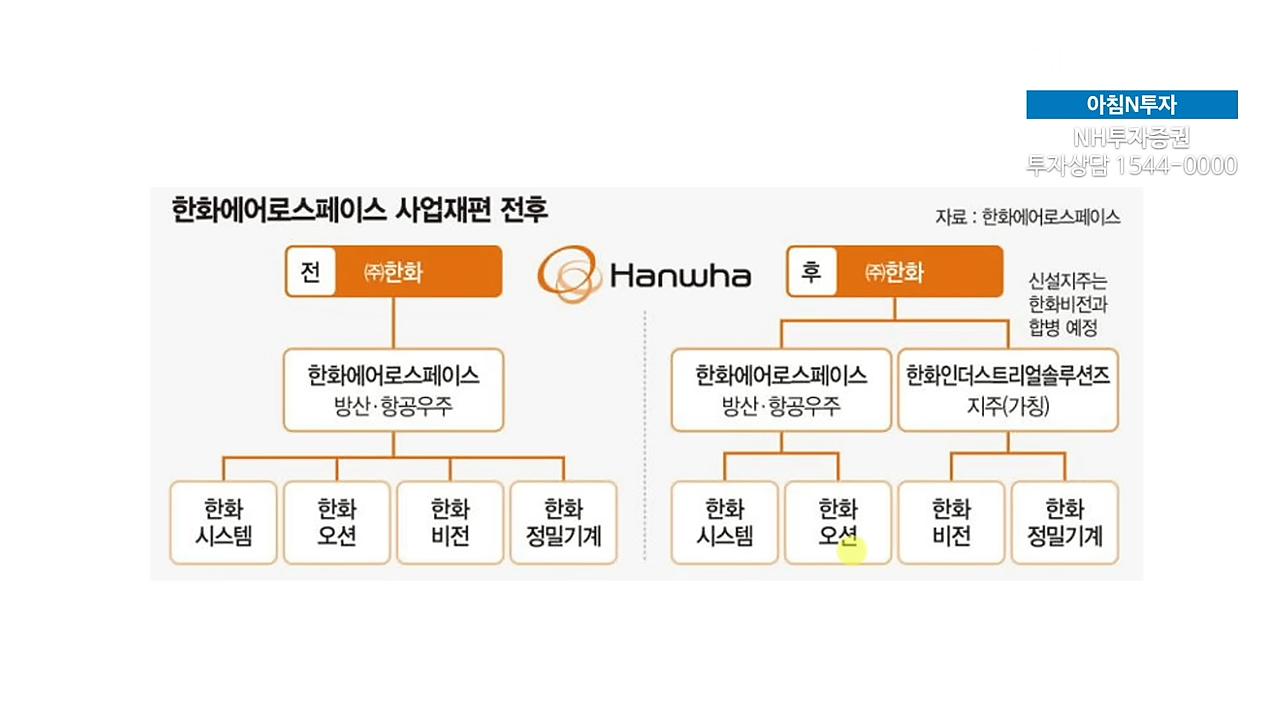 아침N투자
NH투자증권
투자상담 1544-0000
한화에어로스페이스 사업재편 전후
자료 : 한화에어로스페이스
전
㈜한화
한화에어로스페이스
방산·항공우주
한화
시스템
한화
오션
한화
비전
한화
정밀기계
Hanwha
후
㈜한화
신설지주는
한화비전과
합병 예정
한화에어로스페이스
방산·항공우주
한화인더스트리얼솔루션즈
지주(가칭)
한화
시스템
한화
오션
한화
비전
한화
정밀기계